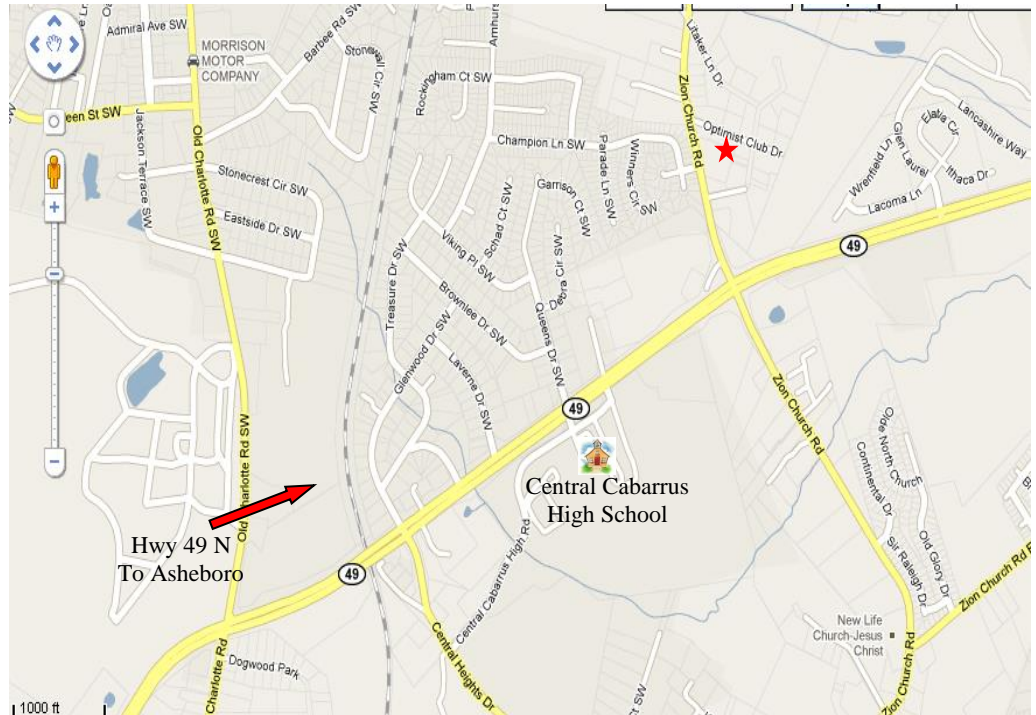 Admiral Ave SW
MORRISON
MOTOR
COMPANY
Barbee Rd SW
Stonewall Cir SW
Amhurst
Rockingham Ct SW
Litaker Ln Dr
Zion Church Rd
Optimist Club Dr
Lancashire Way
Elatia Cir
Glen Laurel
Ithaca Dr
Wrenfield Ln
Lacoma Ln
een St SW
Jackson Terrace SW
Old Charlotte Rd SW
Stonecrest Cir SW
Eastside Dr SW
Champion Ln SW
Parade Ln SW
Winners Cir SW
Garrison Ct SW
Schad Ct SW
Viking Pl SW
Debra Cir SW
Treasure Dr SW
Brownlee Dr SW
Queens Dr SW
Glenwood Dr SW
Laverne Dr SW
49
49
49
Zion Church Rd
Old Charlotte Rd SW
Central Cabarrus
High School
Hwy 49 N
To Asheboro
Central Cabarrus High Rd
Olde North Church
Continental Dr
Sir Raleigh Dr
Old Glory Dr
Zion Church Rd E
New Life
Church-Jesus
Christ
Zion Church Rd
Central Heights Dr
Dogwood Park
Charlotte Rd
Ct SW
1000 ft